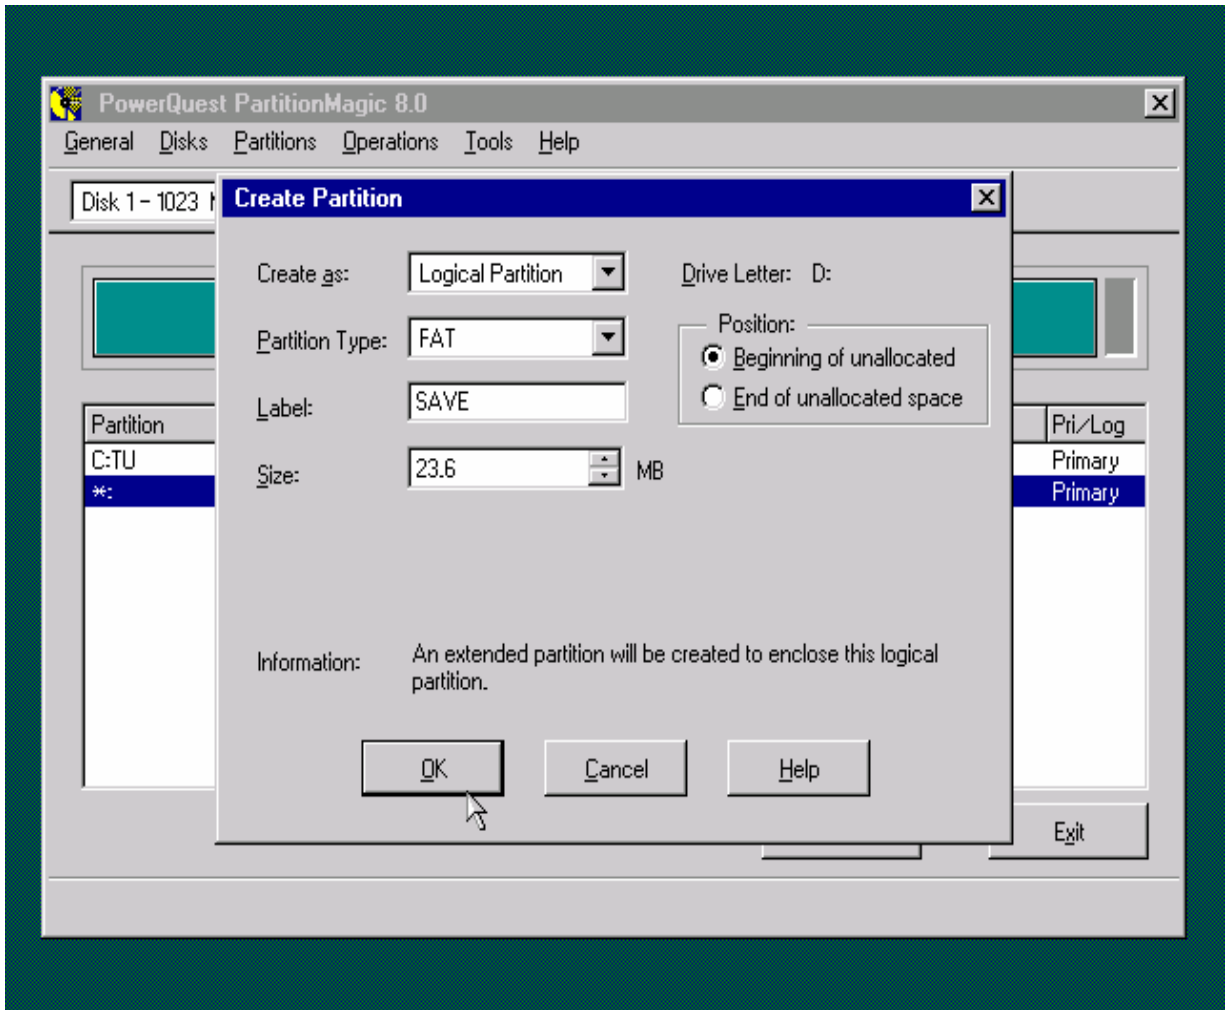 PowerQuest PartitionMagic 8.0
General Disks Partitions Operations Tools Help
Disk 1 - 1023
Create Partition
Create as: Logical Partition Drive Letter: D:
Position:
Partition Type: FAT
Beginning of unallocated
Label: SAVE
End of unallocated space
Size: 23.6 MB
Partition Pri/Log
C:TU Primary
*: Primary
Information: An extended partition will be created to enclose this logical
partition.
OK Cancel Help
Exit